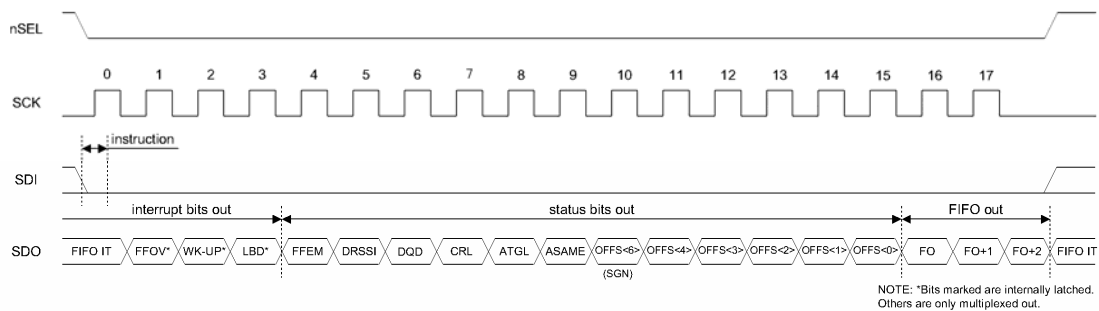 nSEL
0 1 2 3 4 5 6 7 8 9 10 11 12 13 14 15 16 17
SCK
instruction
SDI
interrupt bits out status bits out FIFO out
SDO FIFO IT FFOV* WK-UP* LBD* FFEM DRSSI DQD CRL ATGL ASAME OFFS<6> OFFS<4> OFFS<3> OFFS<2> OFFS<1> OFFS<0> FO FO+1 FO+2 FIFO IT
(SGN)
NOTE: *Bits marked are internally latched.
Others are only multiplexed out.